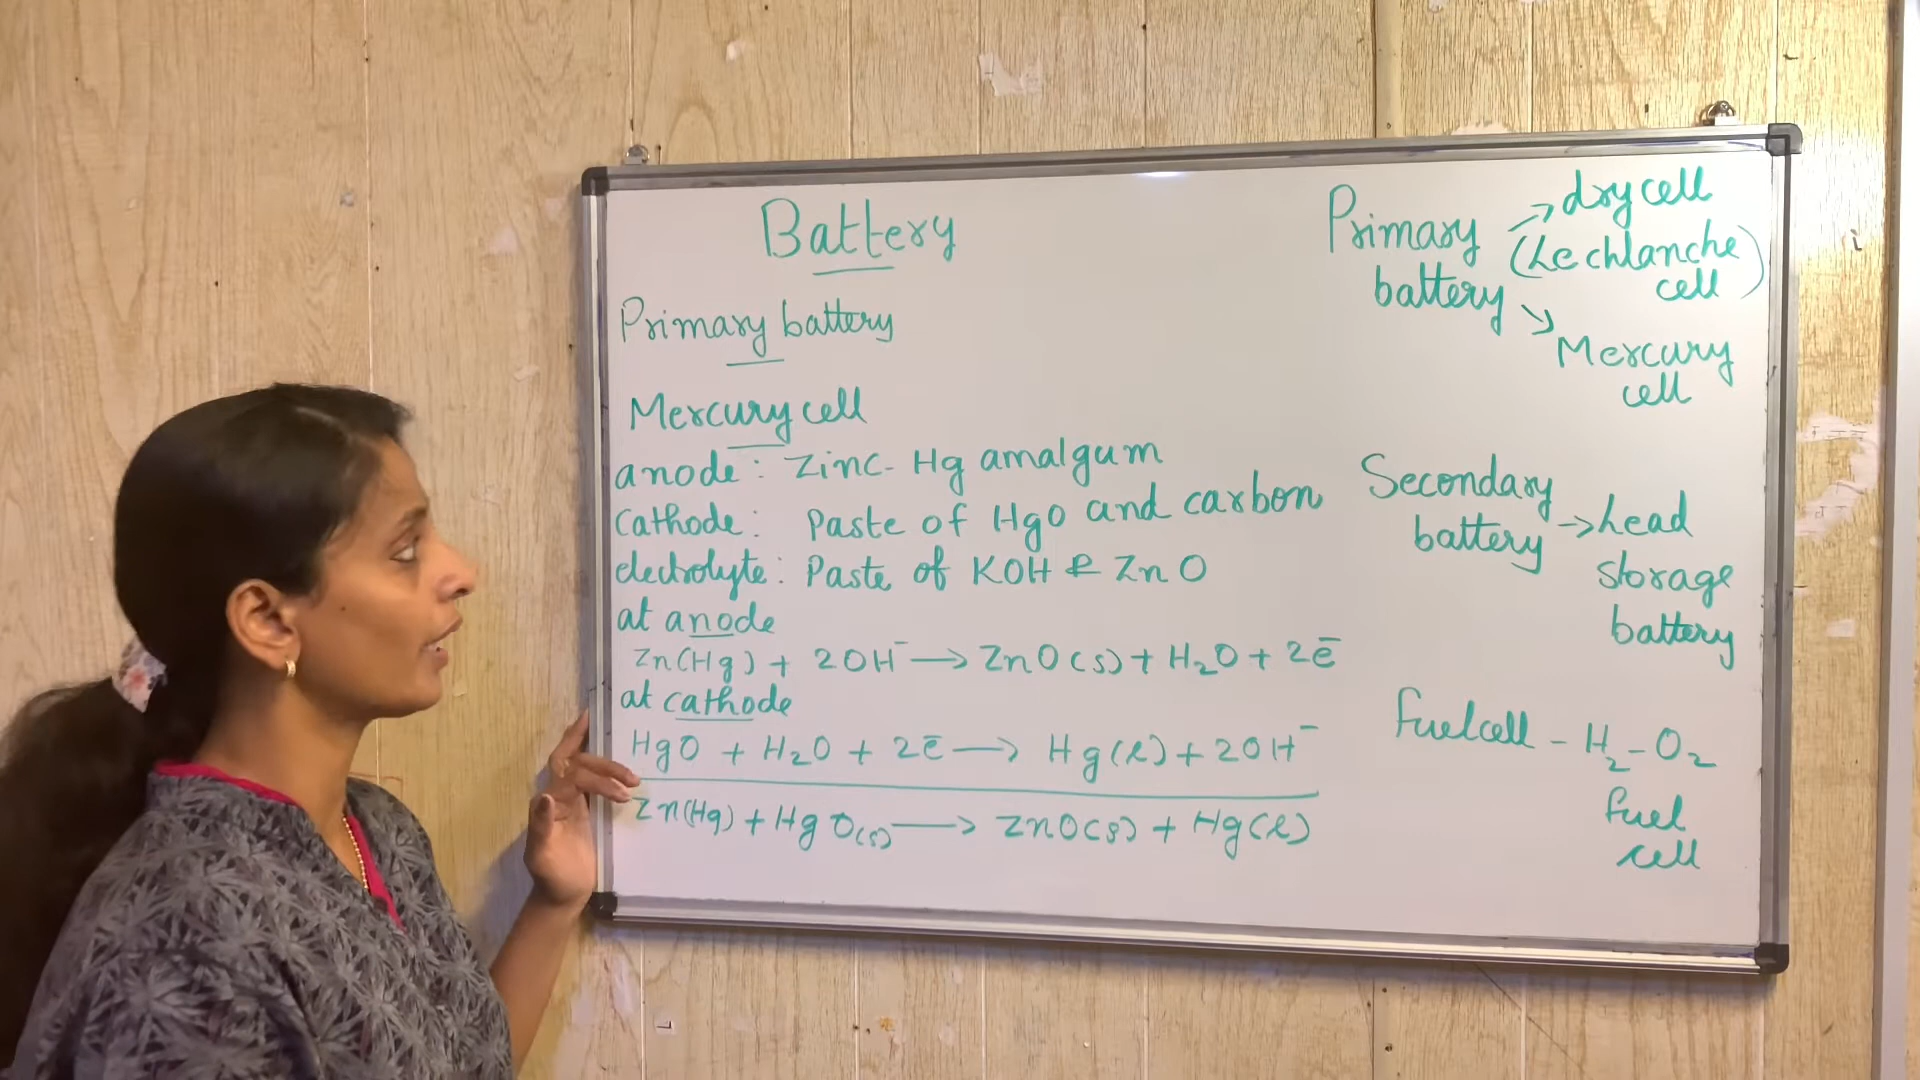 Battery
Primary battery
Mercury cell
anode: Zinc-Hg amalgum
Cathode: Paste of HgO and carbon
electrolyte: Paste of KOH & ZnO
at anode
Zn(Hg) + 2OH⁻ → ZnO(s) + H₂O + 2e⁻
at cathode
HgO + H₂O + 2e⁻ → Hg(l) + 2OH⁻
Zn(Hg) + HgO(s) → ZnO(s) + Hg(l)
Primary → dry cell
(Lechlanche
battery cell)
↘ Mercury
cell
Secondary
battery → Lead
storage
battery
Fuel cell - H₂-O₂
fuel
cell